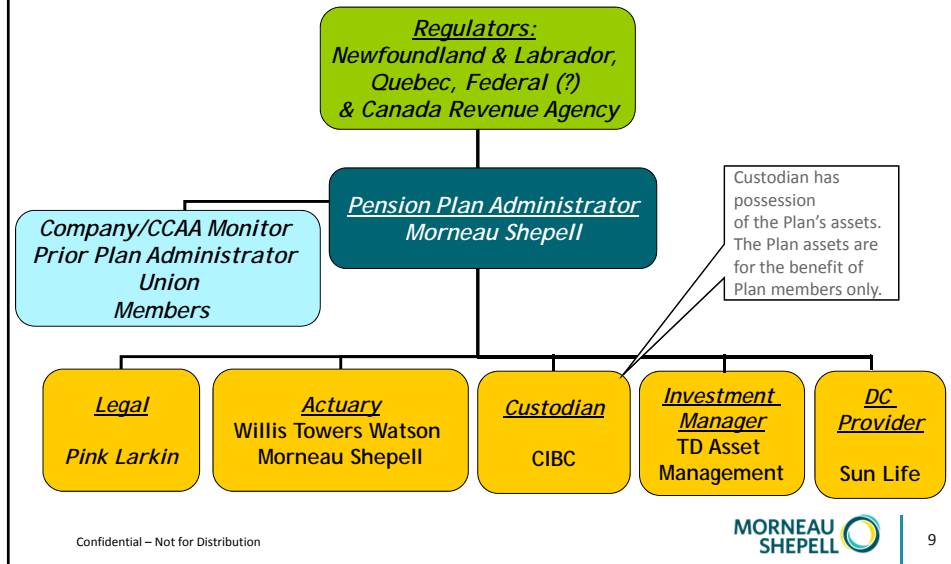 Regulators:
Newfoundland & Labrador,
Quebec, Federal (?)
& Canada Revenue Agency
Pension Plan Administrator
Morneau Shepell
Company/CCAA Monitor
Prior Plan Administrator
Union
Members
Custodian has
possession
of the Plan's assets.
The Plan assets are
for the benefit of
Plan members only.
Legal
Pink Larkin
Actuary
Willis Towers Watson
Morneau Shepell
Custodian
CIBC
Investment
Manager
TD Asset
Management
DC
Provider
Sun Life
Confidential – Not for Distribution
MORNEAU
SHEPELL
9